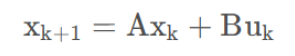 xₖ₊₁ = Axₖ + Buₖ